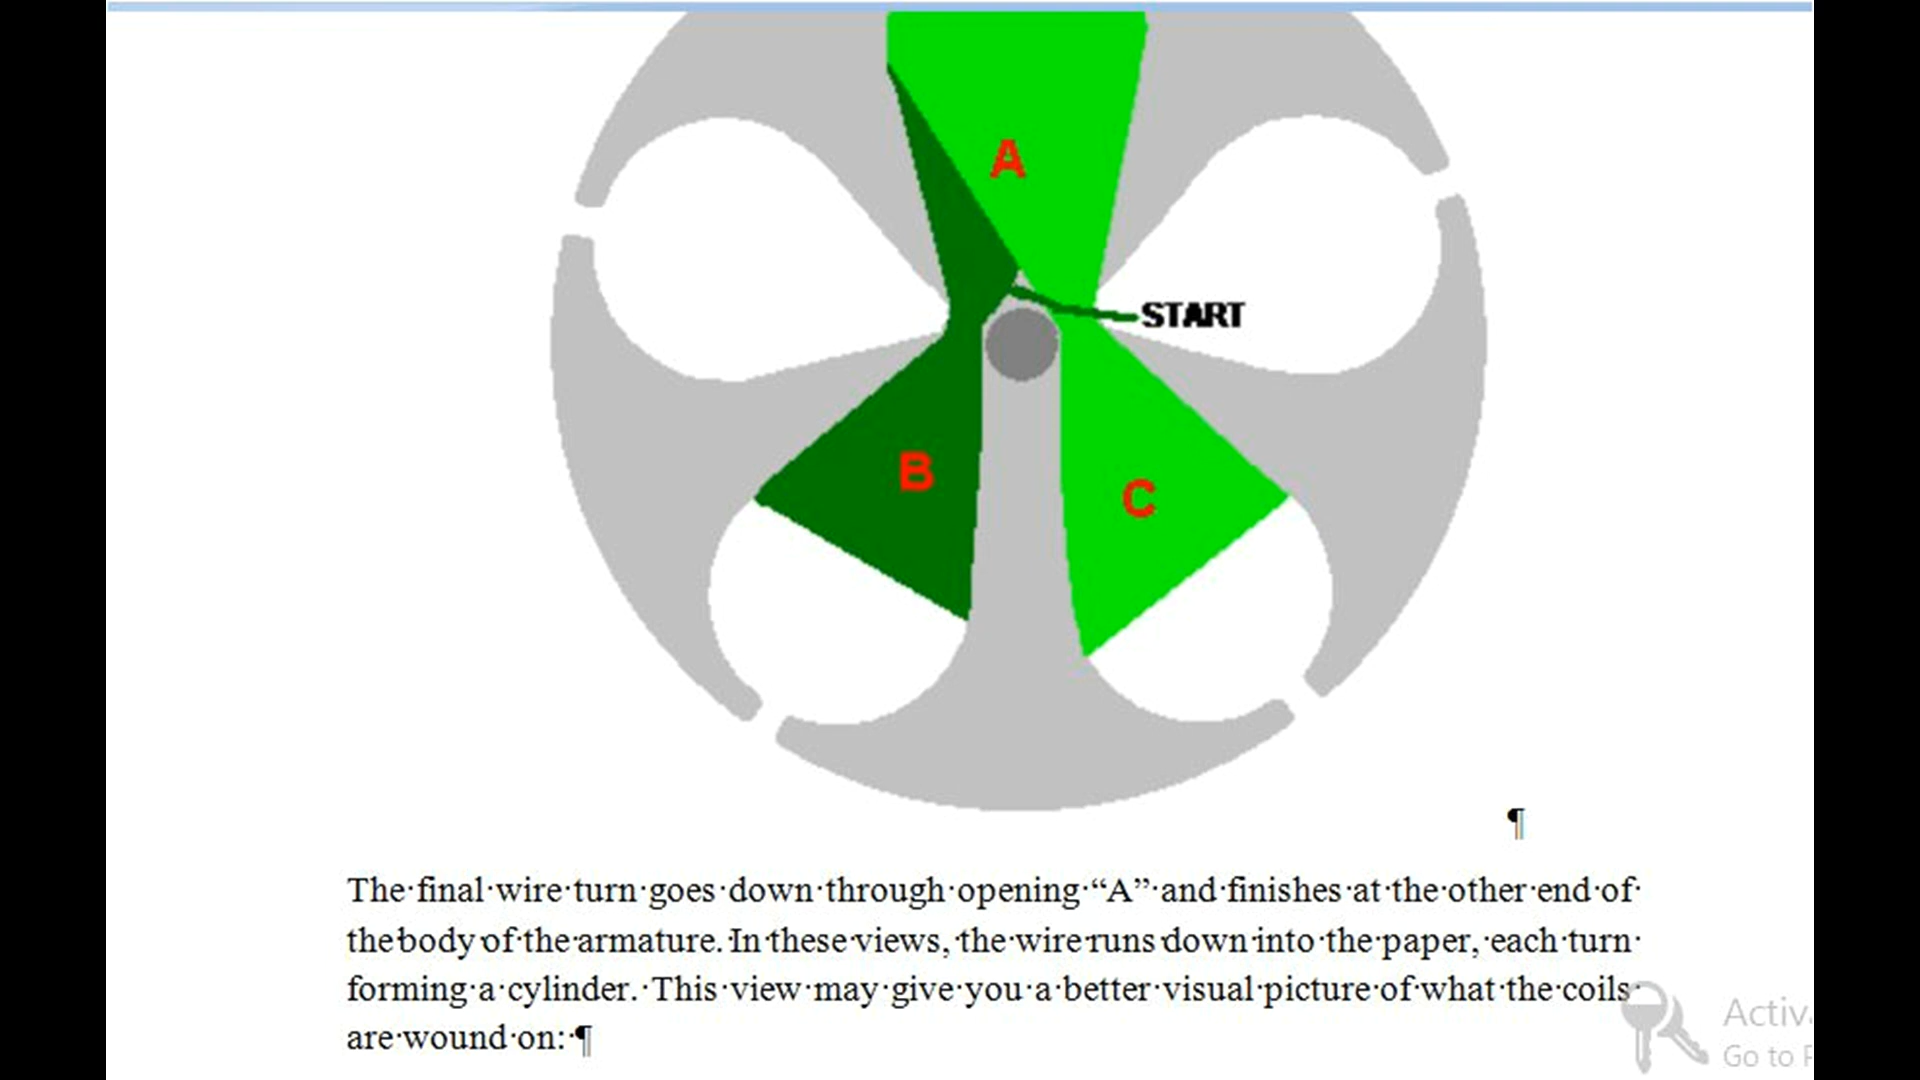 A
START
B
C
¶
The·final·wire·turn·goes·down·through·opening·“A”·and·finishes·at·the·other·end·of·
the·body·of·the·armature.·In·these·views,·the·wire·runs·down·into·the·paper,·each·turn·
forming·a·cylinder.··This·view·may·give·you·a·better·visual·picture·of·what·the·coils·
are·wound·on:·¶
Go to